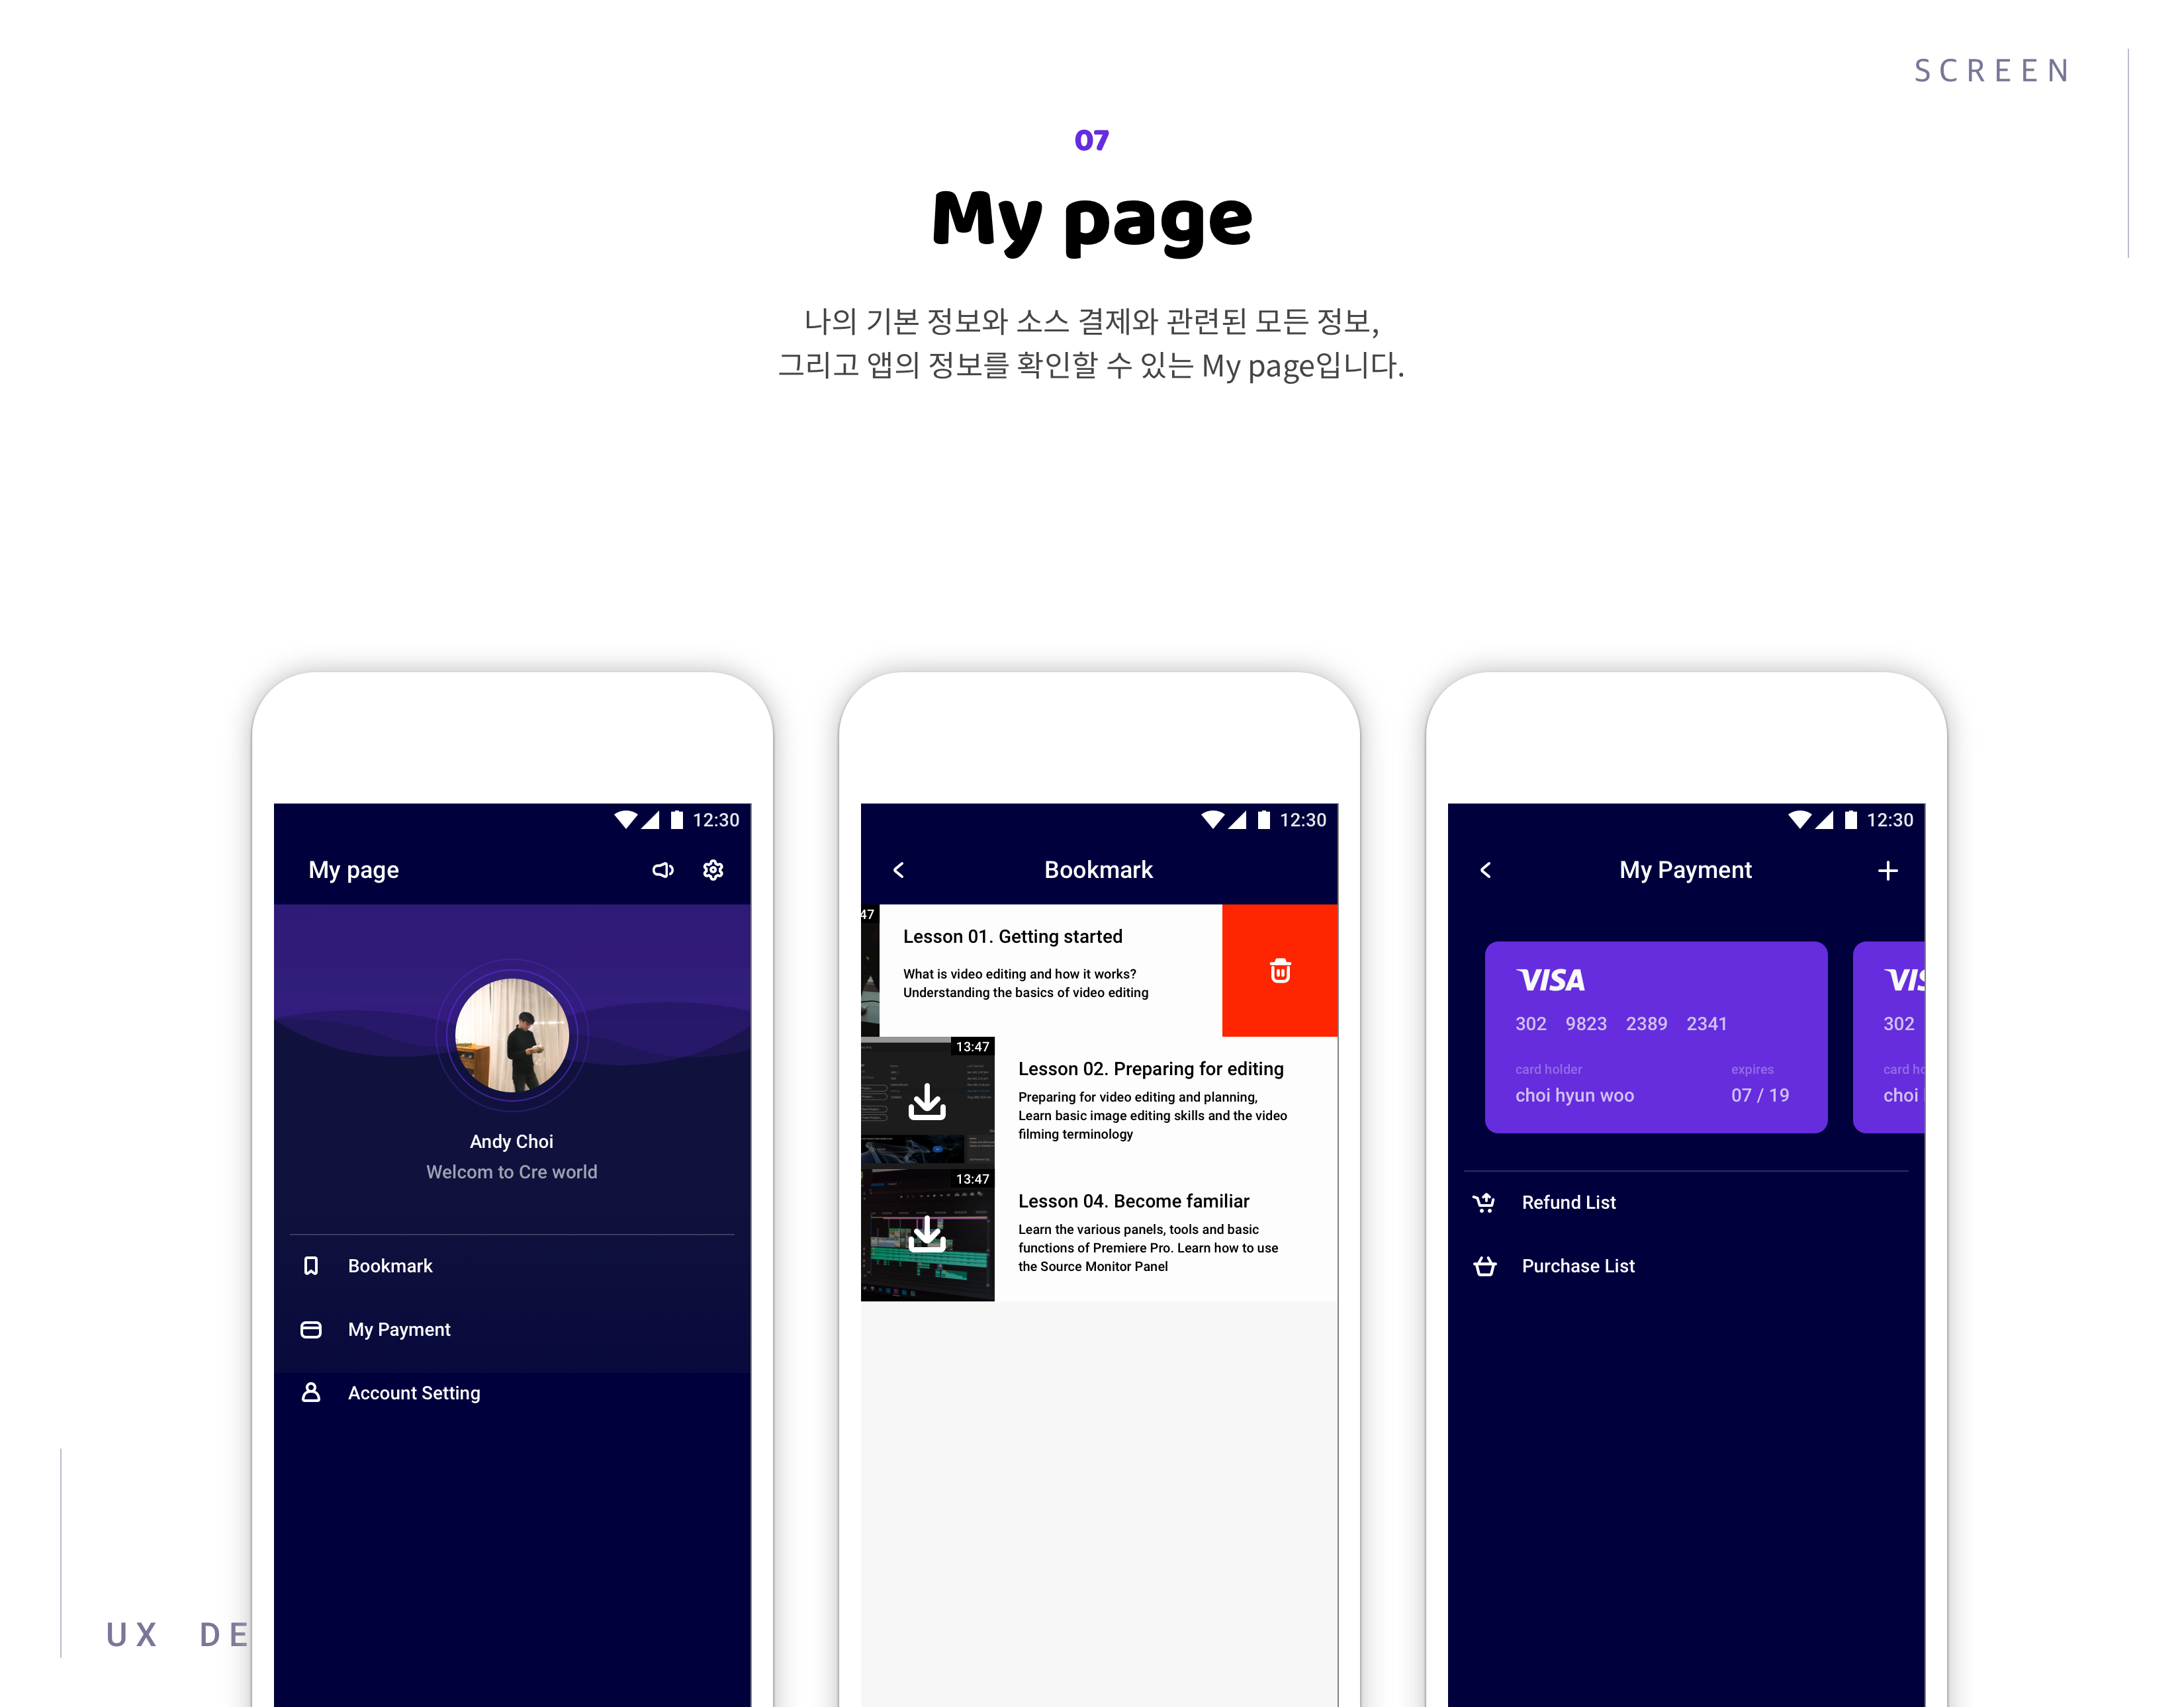 SCREEN
07
My page
나의 기본 정보와 소스 결제와 관련된 모든 정보,
그리고 앱의 정보를 확인할 수 있는 My page입니다.
12:30
My page
Andy Choi
Welcom to Cre world
Bookmark
My Payment
Account Setting
12:30
Bookmark
47
Lesson 01. Getting started
What is video editing and how it works?
Understanding the basics of video editing
13:47
Lesson 02. Preparing for editing
Preparing for video editing and planning,
Learn basic image editing skills and the video
filming terminology
13:47
Lesson 04. Become familiar
Learn the various panels, tools and basic
functions of Premiere Pro. Learn how to use
the Source Monitor Panel
12:30
My Payment
VISA
302 9823 2389 2341
card holder expires
choi hyun woo 07 / 19
VIS
302
card ho
choi
Refund List
Purchase List
UX DE